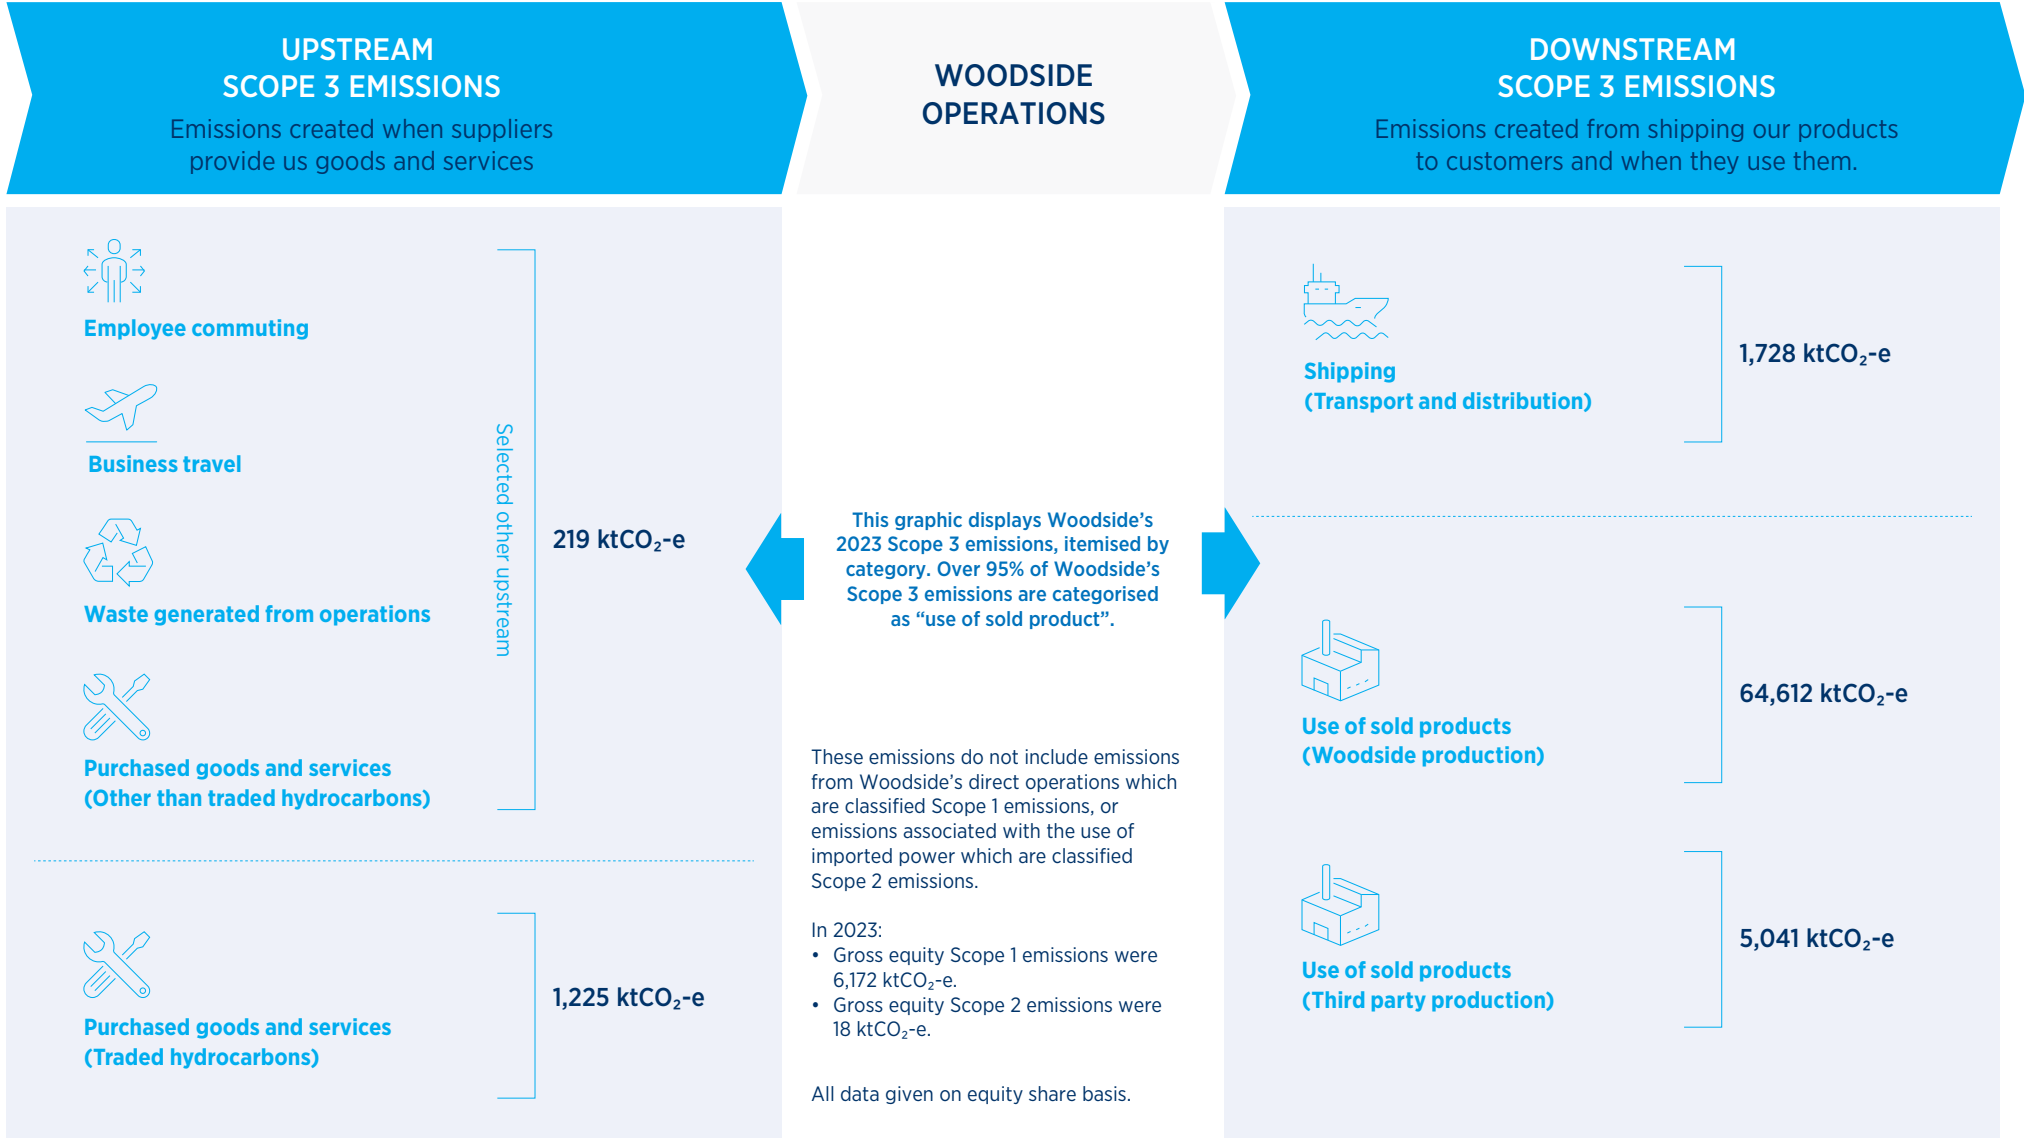 UPSTREAM
SCOPE 3 EMISSIONS
Emissions created when suppliers
provide us goods and services
WOODSIDE
OPERATIONS
DOWNSTREAM
SCOPE 3 EMISSIONS
Emissions created from shipping our products
to customers and when they use them.
Employee commuting
Business travel
Waste generated from operations
Purchased goods and services
(Other than traded hydrocarbons)
Selected other upstream
219 ktCO₂-e
Purchased goods and services
(Traded hydrocarbons)
1,225 ktCO₂-e
This graphic displays Woodside’s
2023 Scope 3 emissions, itemised by
category. Over 95% of Woodside’s
Scope 3 emissions are categorised
as “use of sold product”.
These emissions do not include emissions
from Woodside’s direct operations which
are classified Scope 1 emissions, or
emissions associated with the use of
imported power which are classified
Scope 2 emissions.
In 2023:
• Gross equity Scope 1 emissions were
6,172 ktCO₂-e.
• Gross equity Scope 2 emissions were
18 ktCO₂-e.
All data given on equity share basis.
Shipping
(Transport and distribution)
1,728 ktCO₂-e
Use of sold products
(Woodside production)
64,612 ktCO₂-e
Use of sold products
(Third party production)
5,041 ktCO₂-e